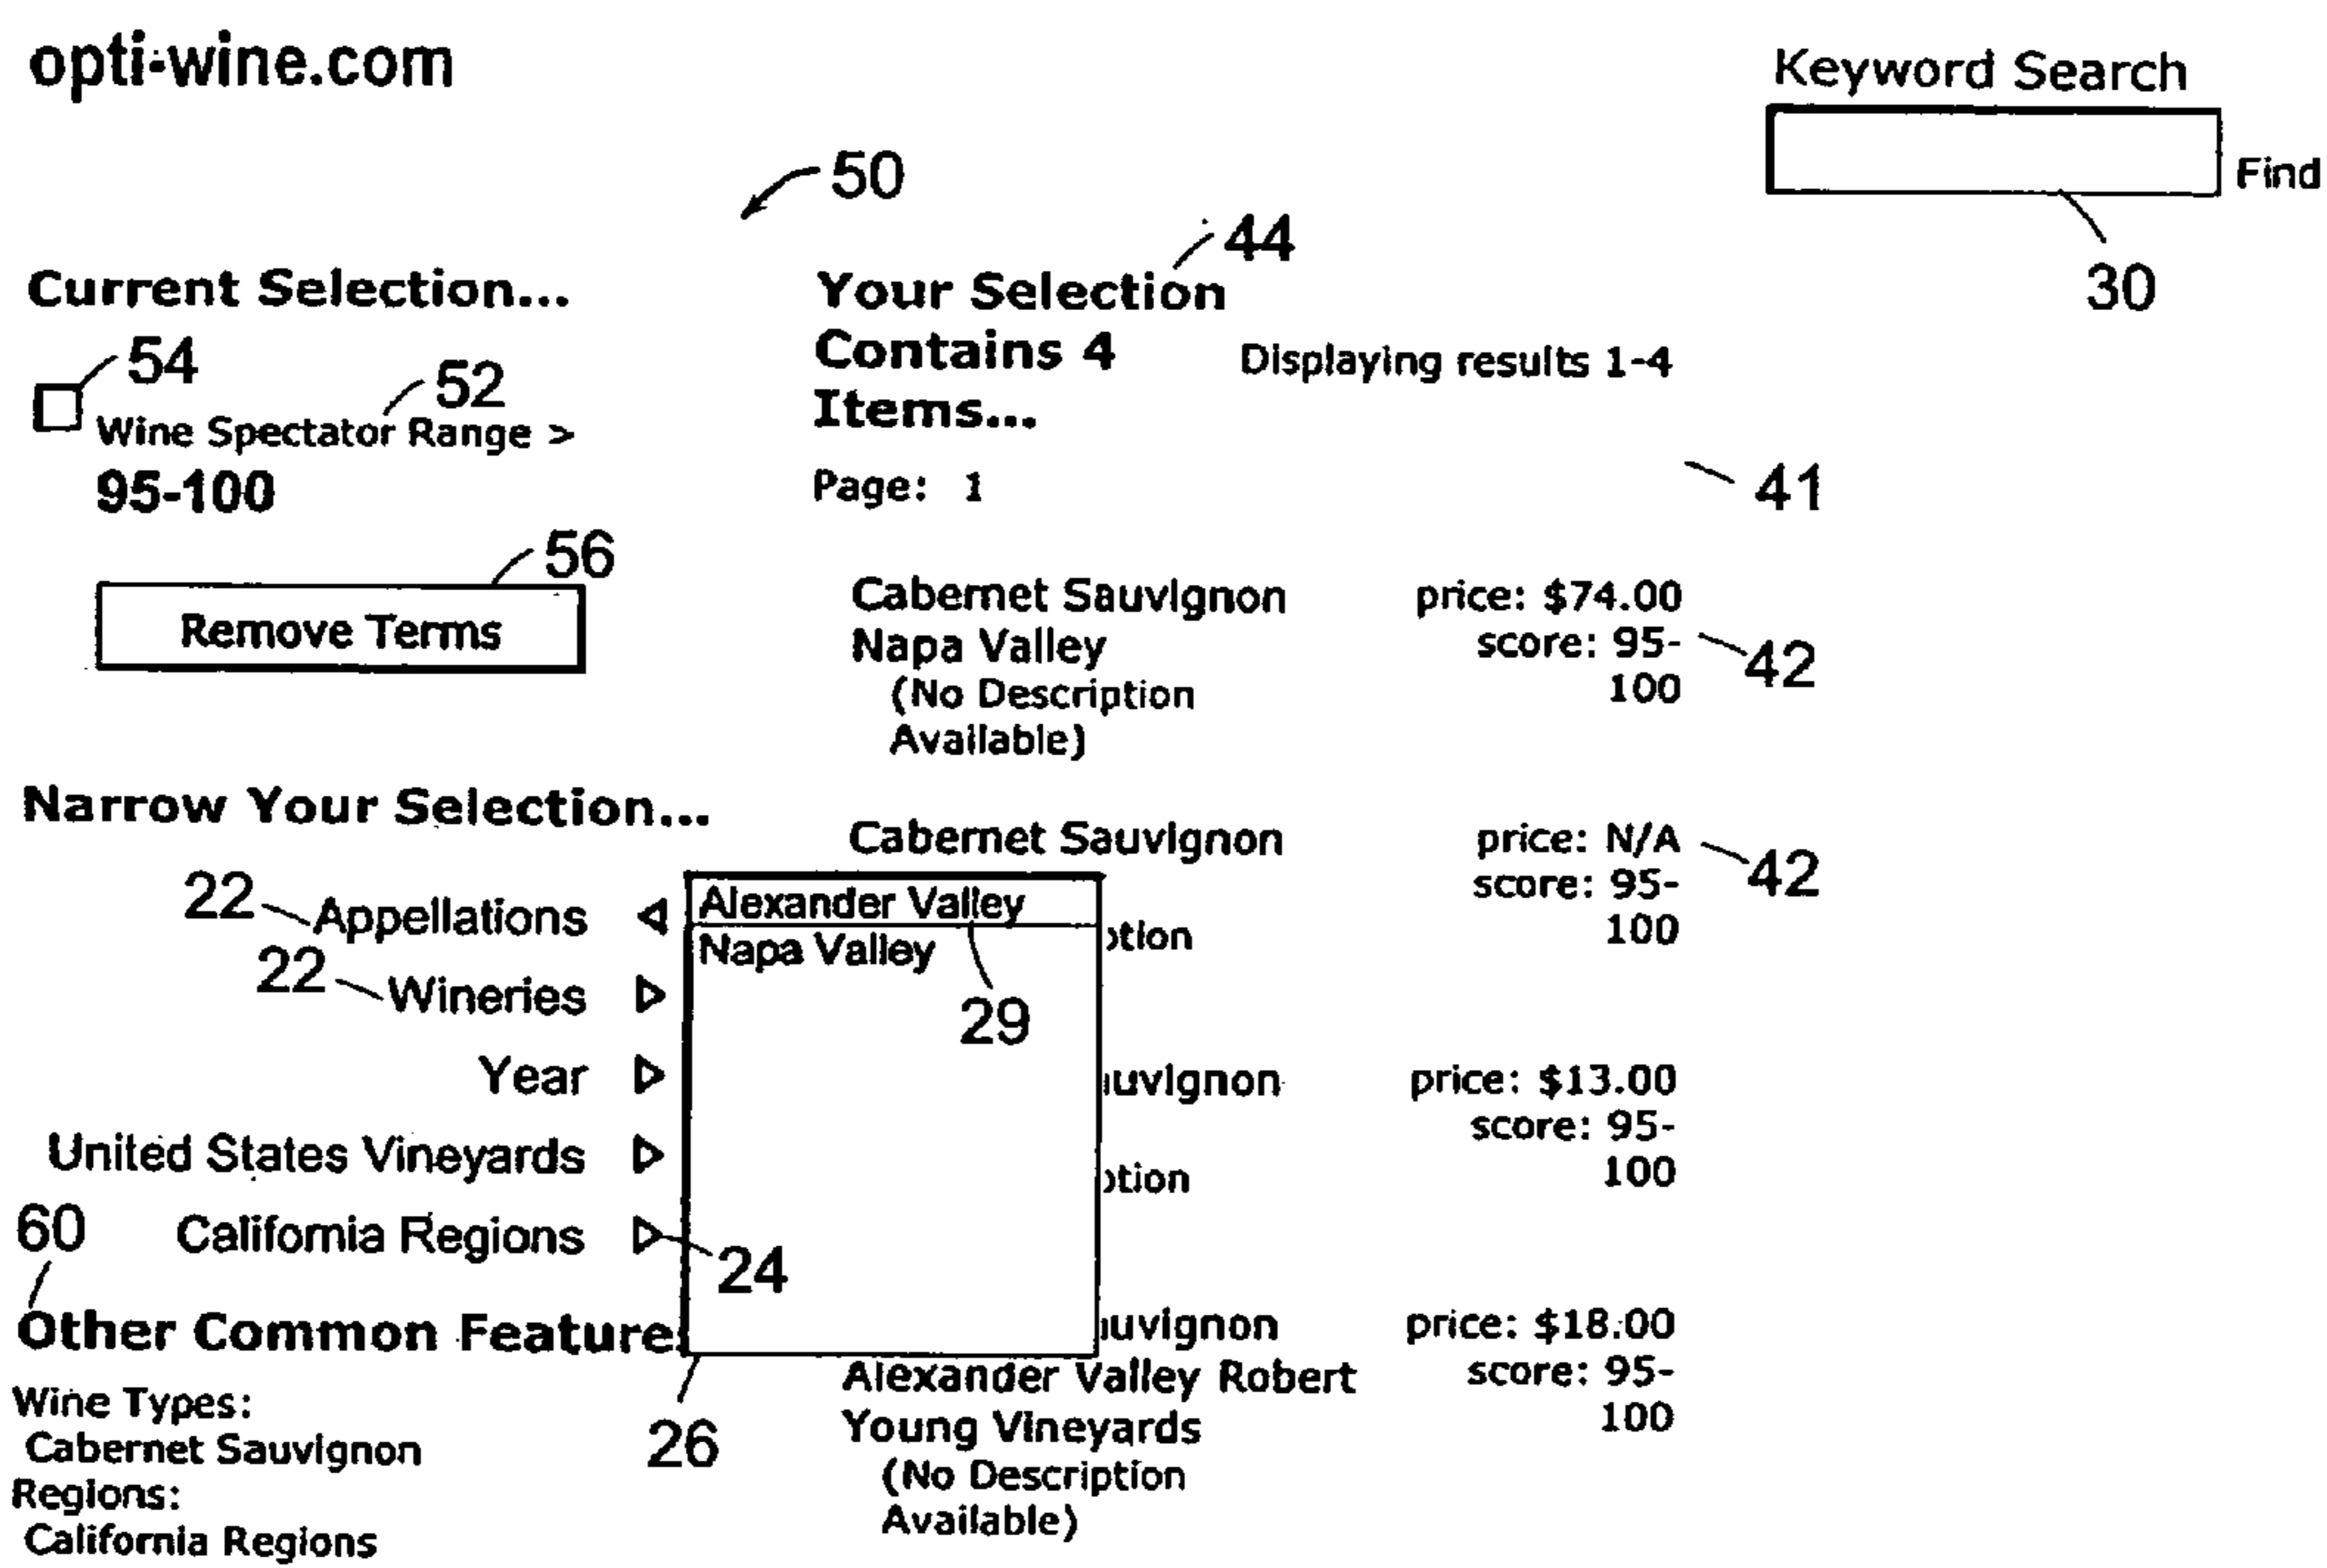 opti-wine.com
Keyword Search
Find
30
50
44
Current Selection...
54
52
Wine Spectator Range >
95-100
56
Remove Terms
Your Selection
Contains 4
Items...
Displaying results 1-4
Page: 1
41
Cabernet Sauvignon
Napa Valley
(No Description
Available)
price: $74.00
score: 95-
100
42
Narrow Your Selection...
22
Appellations
22
Wineries
Year
United States Vineyards
California Regions
24
Alexander Valley
Napa Valley
29
26
Cabernet Sauvignon
ption
price: N/A
score: 95-
100
42
auvignon
ption
price: $13.00
score: 95-
100
auvignon
Alexander Valley Robert
Young Vineyards
(No Description
Available)
price: $18.00
score: 95-
100
60
Other Common Feature
Wine Types:
Cabernet Sauvignon
Regions:
California Regions